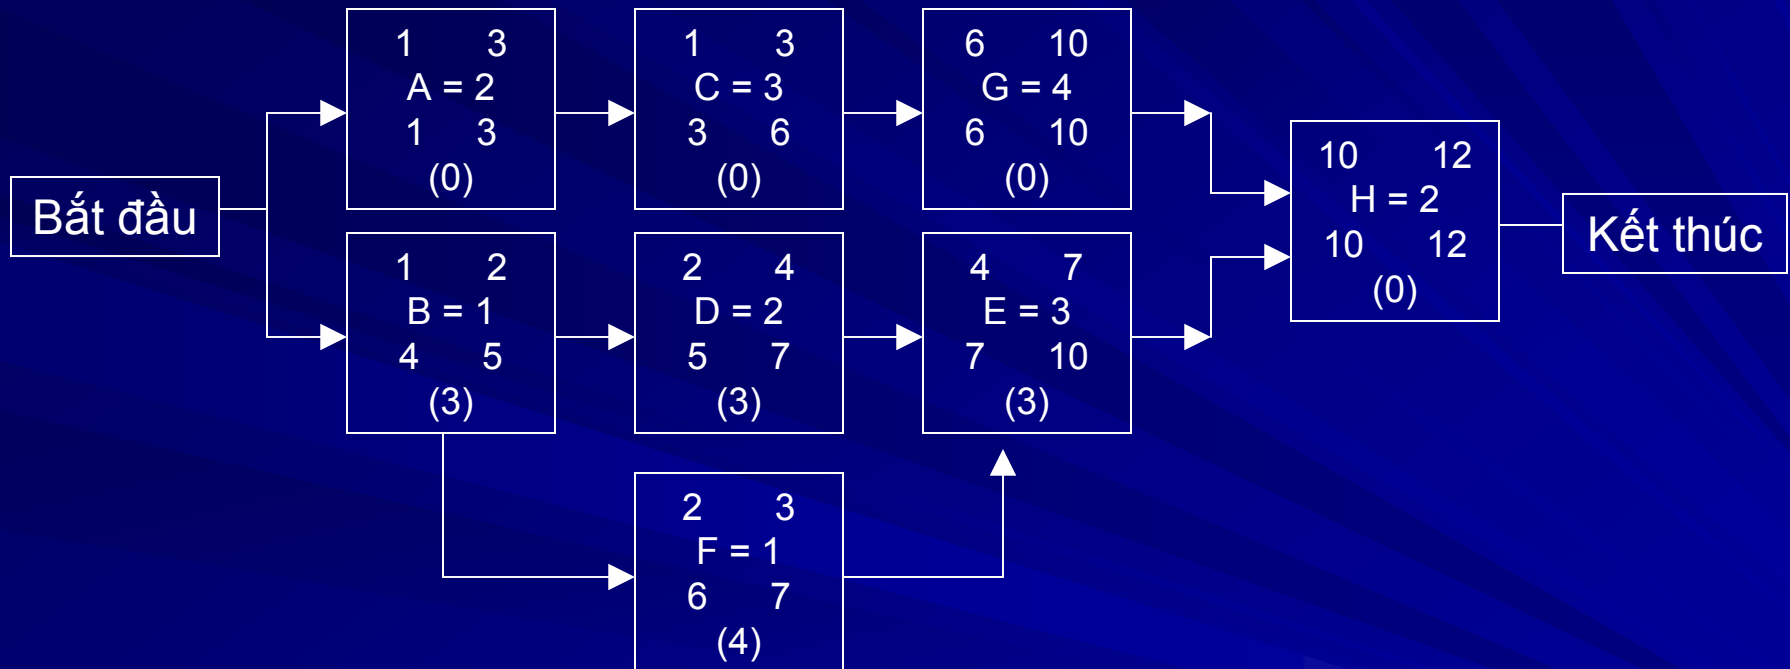 Bắt đầu
1 3
A = 2
1 3
(0)
1 3
C = 3
3 6
(0)
6 10
G = 4
6 10
(0)
1 2
B = 1
4 5
(3)
2 4
D = 2
5 7
(3)
4 7
E = 3
7 10
(3)
2 3
F = 1
6 7
(4)
10 12
H = 2
10 12
(0)
Kết thúc